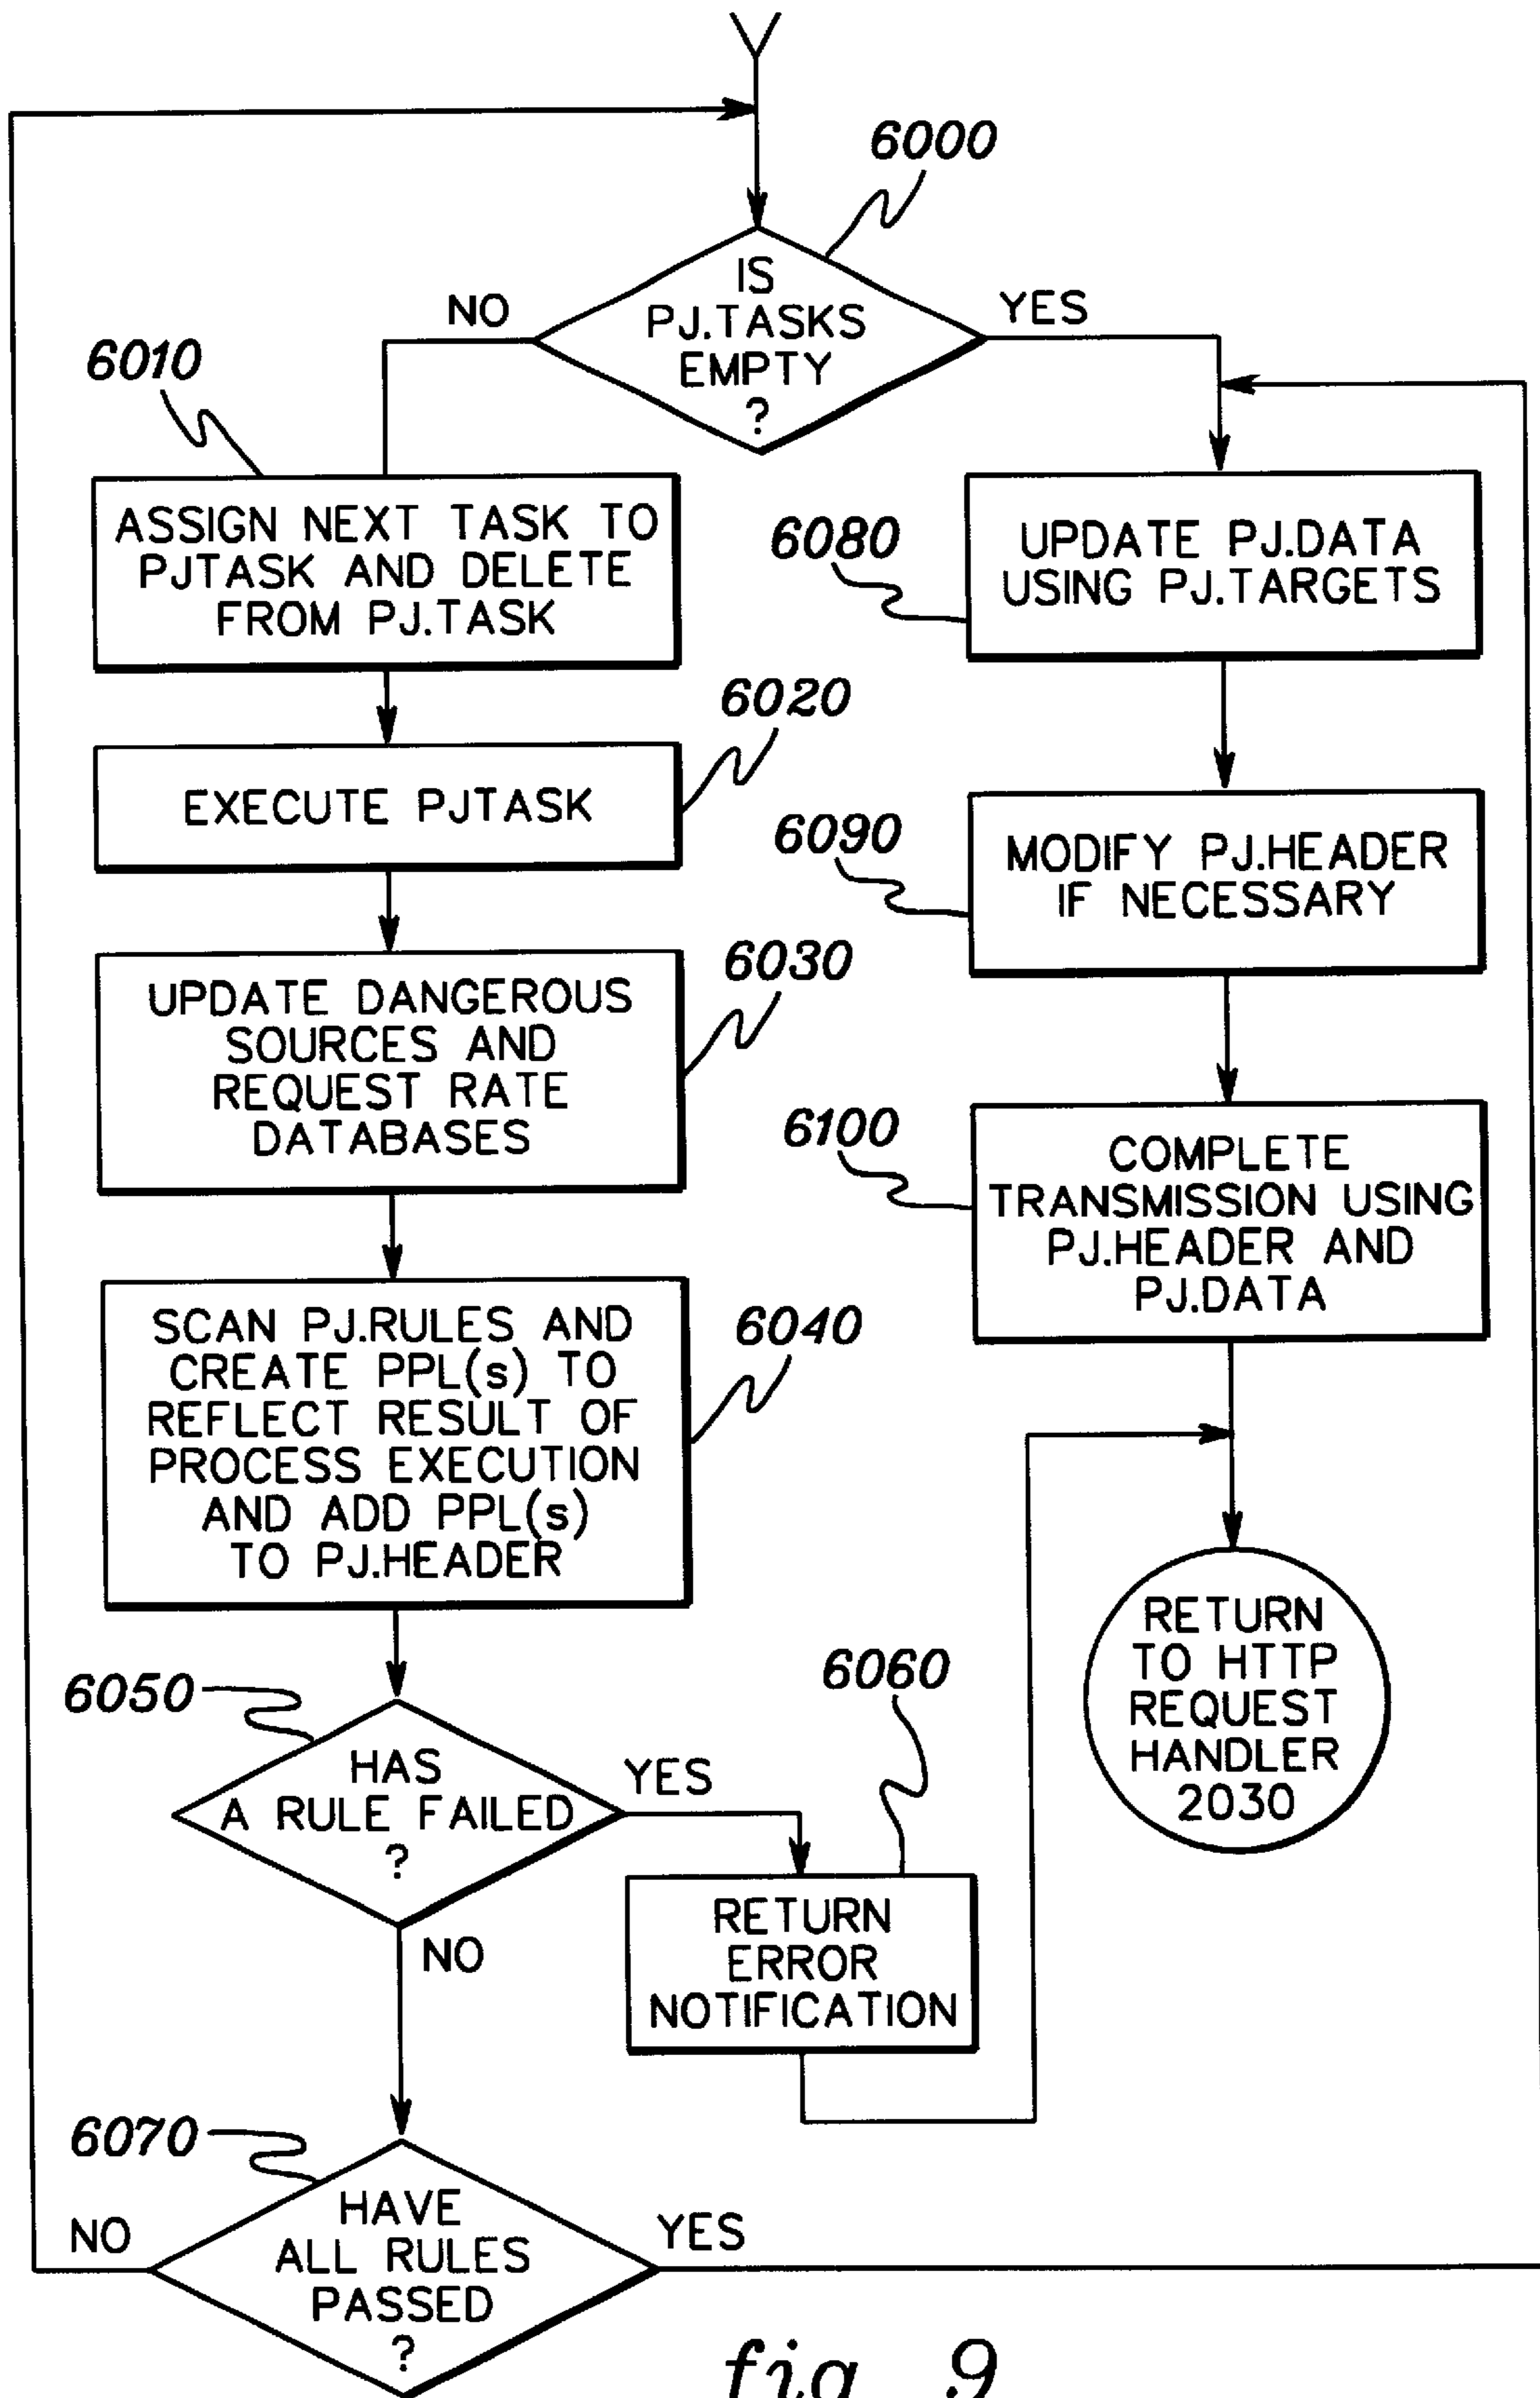 6000
IS
PJ.TASKS
EMPTY
?
NO
YES
6010
ASSIGN NEXT TASK TO
PJTASK AND DELETE
FROM PJ.TASK
6020
EXECUTE PJTASK
6030
UPDATE DANGEROUS
SOURCES AND
REQUEST RATE
DATABASES
6040
SCAN PJ.RULES AND
CREATE PPL(s) TO
REFLECT RESULT OF
PROCESS EXECUTION
AND ADD PPL(s)
TO PJ.HEADER
6050
HAS
A RULE FAILED
?
YES
NO
6060
RETURN
ERROR
NOTIFICATION
6070
HAVE
ALL RULES
PASSED
?
NO
YES
6080
UPDATE PJ.DATA
USING PJ.TARGETS
6090
MODIFY PJ.HEADER
IF NECESSARY
6100
COMPLETE
TRANSMISSION USING
PJ.HEADER AND
PJ.DATA
RETURN
TO HTTP
REQUEST
HANDLER
2030
fig. 9